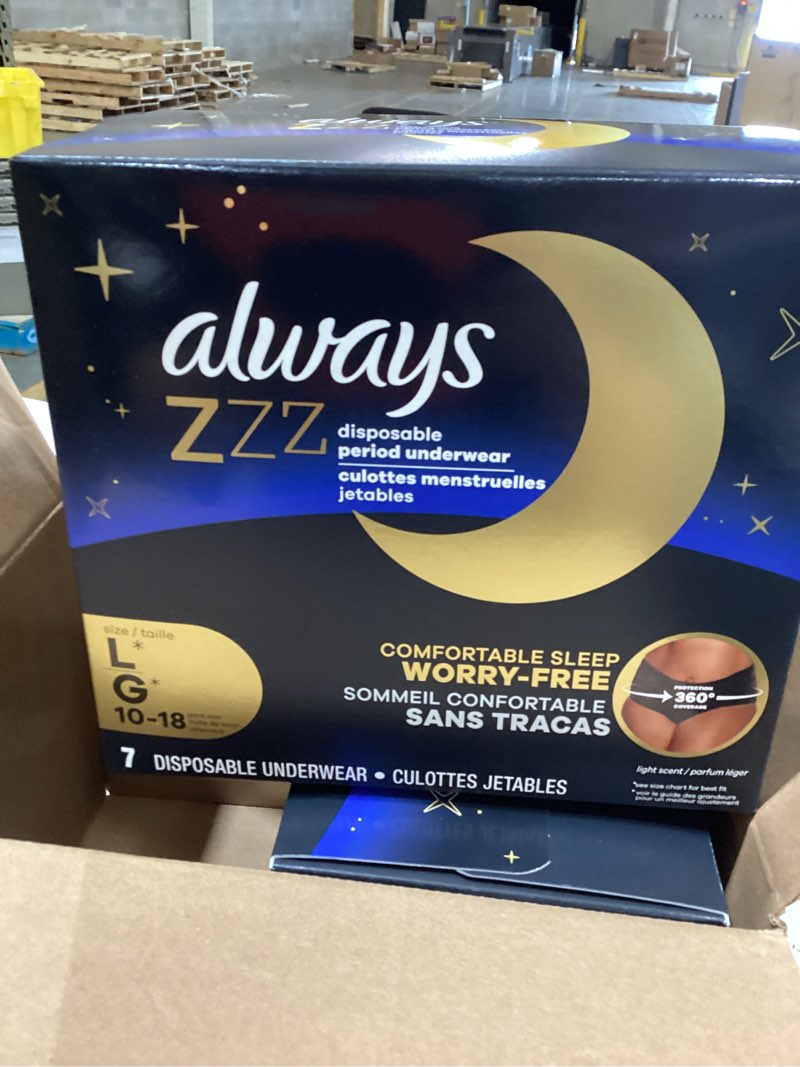 always
always
ZZZ
disposable
period underwear
culottes menstruelles
jetables
size / taille
L*
G*
10-18
COMFORTABLE SLEEP
WORRY-FREE
SOMMEIL CONFORTABLE
SANS TRACAS
PROTECTION
360°
COVERAGE
7 DISPOSABLE UNDERWEAR • CULOTTES JETABLES
light scent / parfum léger
*see size chart for best fit
*voir le guide des grandeurs
pour un meilleur ajustement